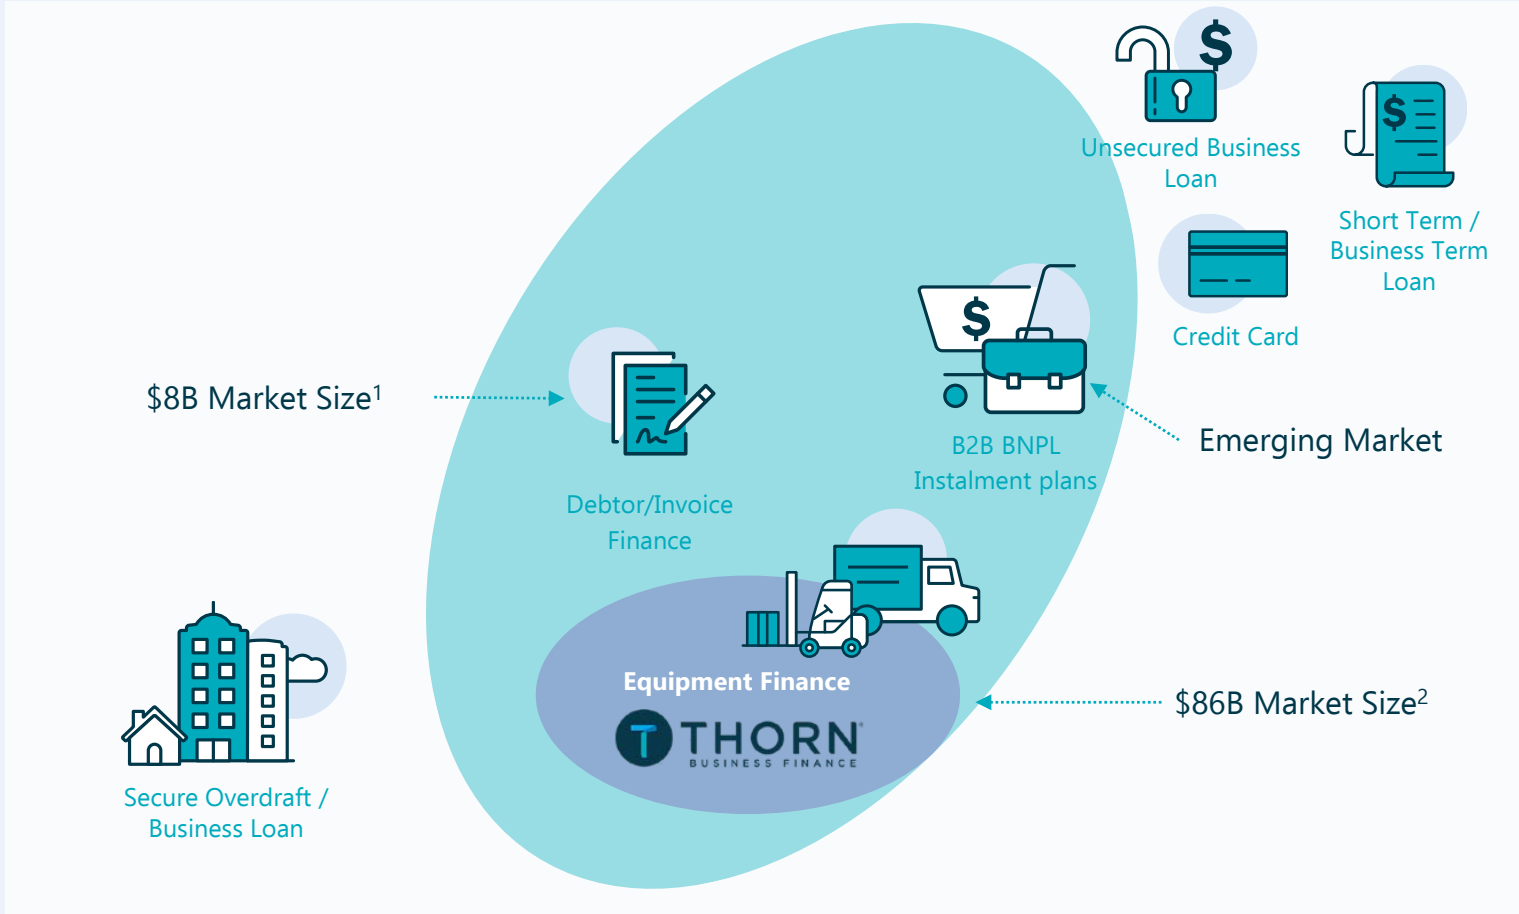 $
Unsecured Business
Loan
$
Short Term /
Business Term
Loan
Credit Card
$
$8B Market Size1
B2B BNPL
Instalment plans
Emerging Market
Debtor/Invoice
Finance
Equipment Finance
T THORN
BUSINESS FINANCE
$86B Market Size2
Secure Overdraft /
Business Loan